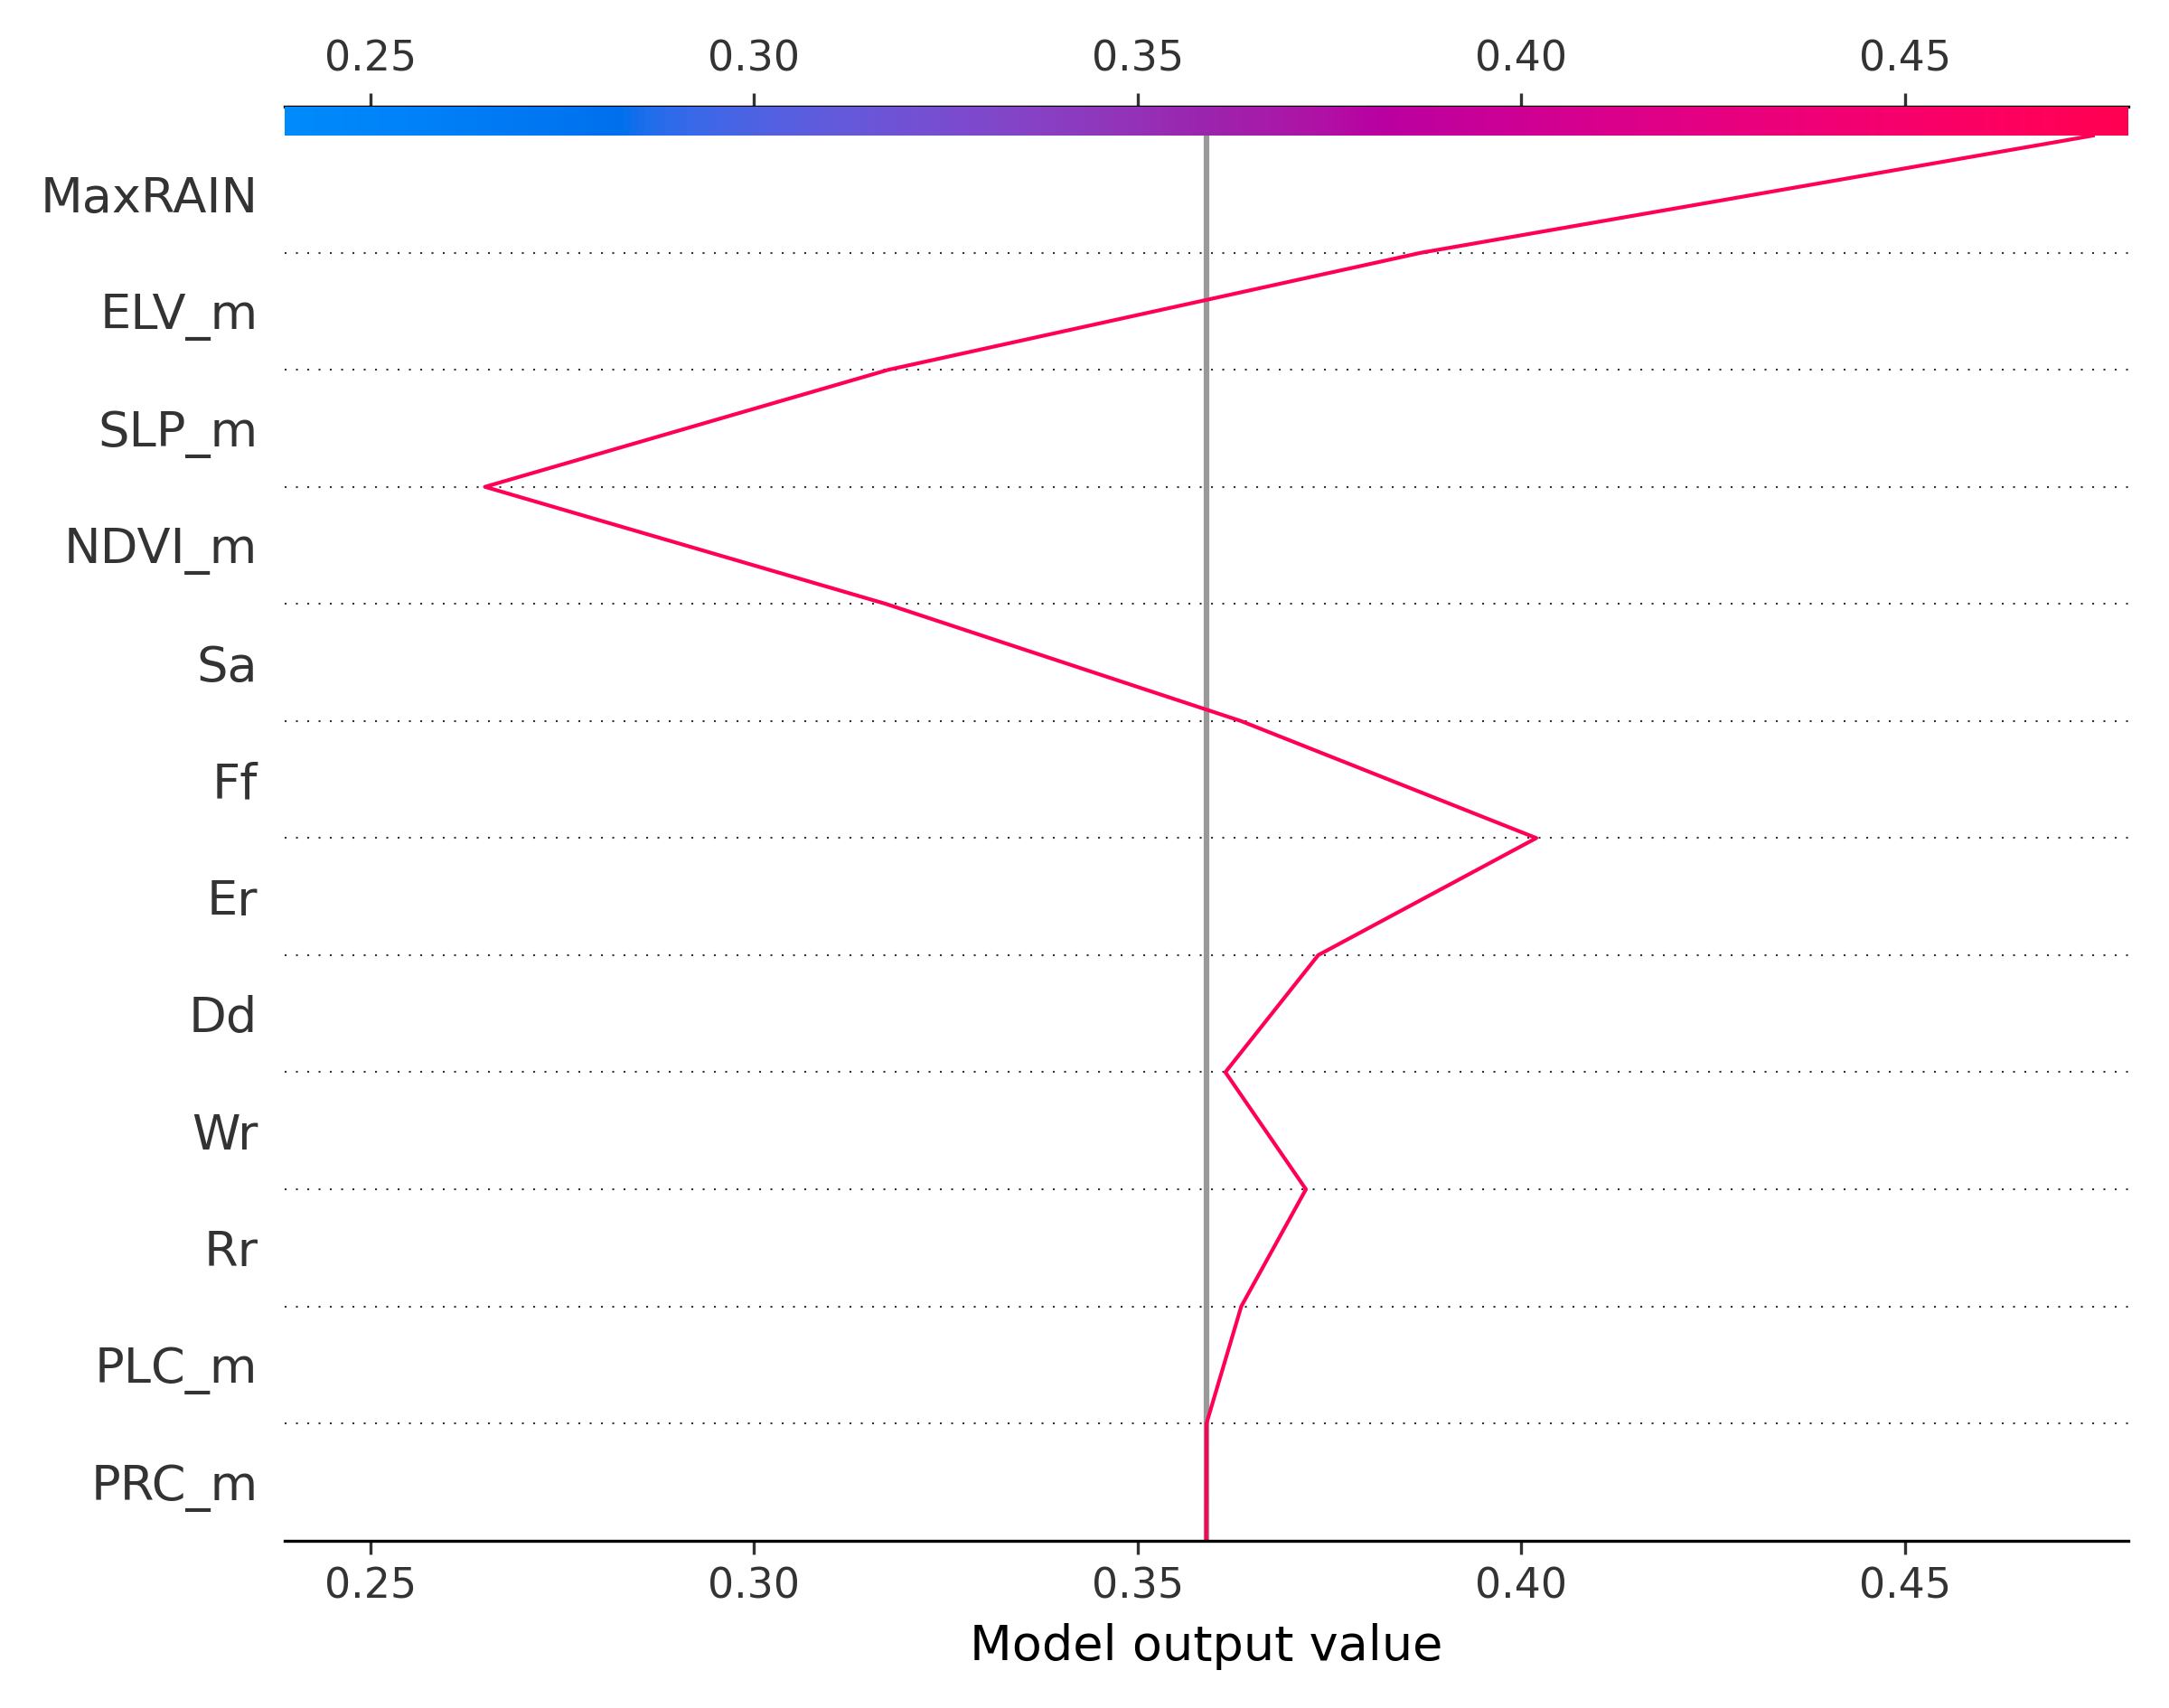 0.25 0.30 0.35 0.40 0.45
MaxRAIN
ELV_m
SLP_m
NDVI_m
Sa
Ff
Er
Dd
Wr
Rr
PLC_m
PRC_m
0.25 0.30 0.35 0.40 0.45
Model output value